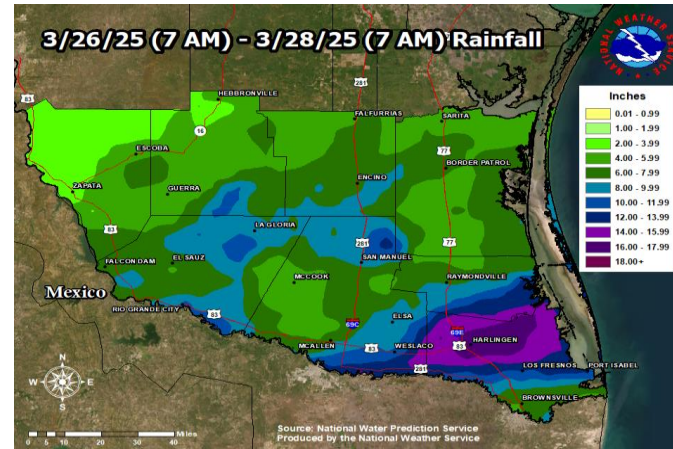 3/26/25 (7 AM) - 3/28/25 (7 AM) Rainfall
NATIONAL WEATHER SERVICE
Inches
0.01 - 0.99
1.00 - 1.99
2.00 - 3.99
4.00 - 5.99
6.00 - 7.99
8.00 - 9.99
10.00 - 11.99
12.00 - 13.99
14.00 - 15.99
16.00 - 17.99
18.00+
83
HEBBRONVILLE
281
FALFURRIAS
SARITA
16
ESCOBA
77
BORDER PATROL
ZAPATA
GUERRA
ENCINO
83
LA GLORIA
281
77
FALCON DAM
EL SAUZ
SAN MANUEL
MCCOOK
RAYMONDVILLE
Mexico
RIO GRANDE CITY
83
69C
ELSA
69E
83
HARLINGEN
MCALLEN
83
WESLACO
281
LOS FRESNOS
PORT ISABEL
BROWNSVILLE
N
W
E
S
0 5 10 20 30 40 Miles
Source: National Water Prediction Service
Produced by the National Weather Service